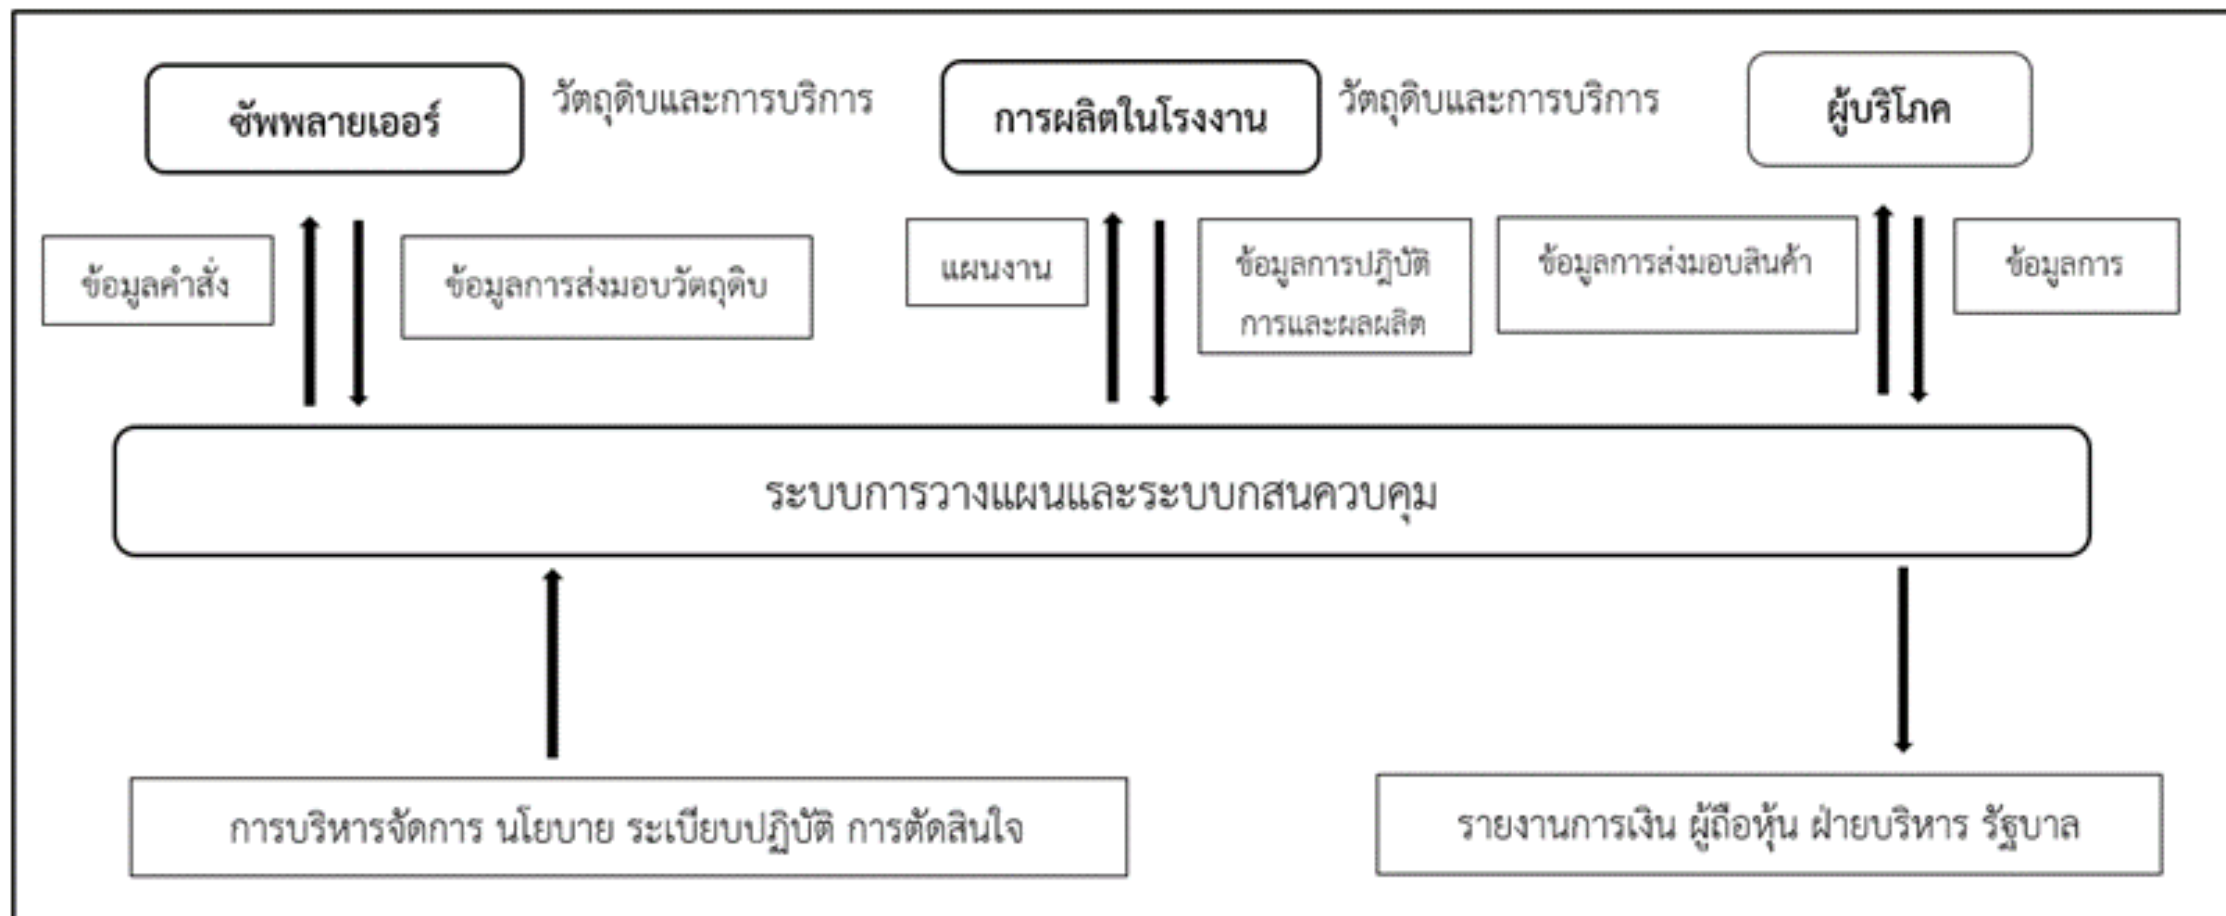 ซัพพลายเออร์
วัตถุดิบและการบริการ
การผลิตในโรงงาน
วัตถุดิบและการบริการ
ผู้บริโภค
ข้อมูลคำสั่ง
ข้อมูลการส่งมอบวัตถุดิบ
แผนงาน
ข้อมูลการปฎิบัติ
การและผลผลิต
ข้อมูลการส่งมอบสินค้า
ข้อมูลการ
ระบบการวางแผนและระบบกสนควบคุม
การบริหารจัดการ นโยบาย ระเบียบปฏิบัติ การตัดสินใจ
รายงานการเงิน ผู้ถือหุ้น ฝ่ายบริหาร รัฐบาล